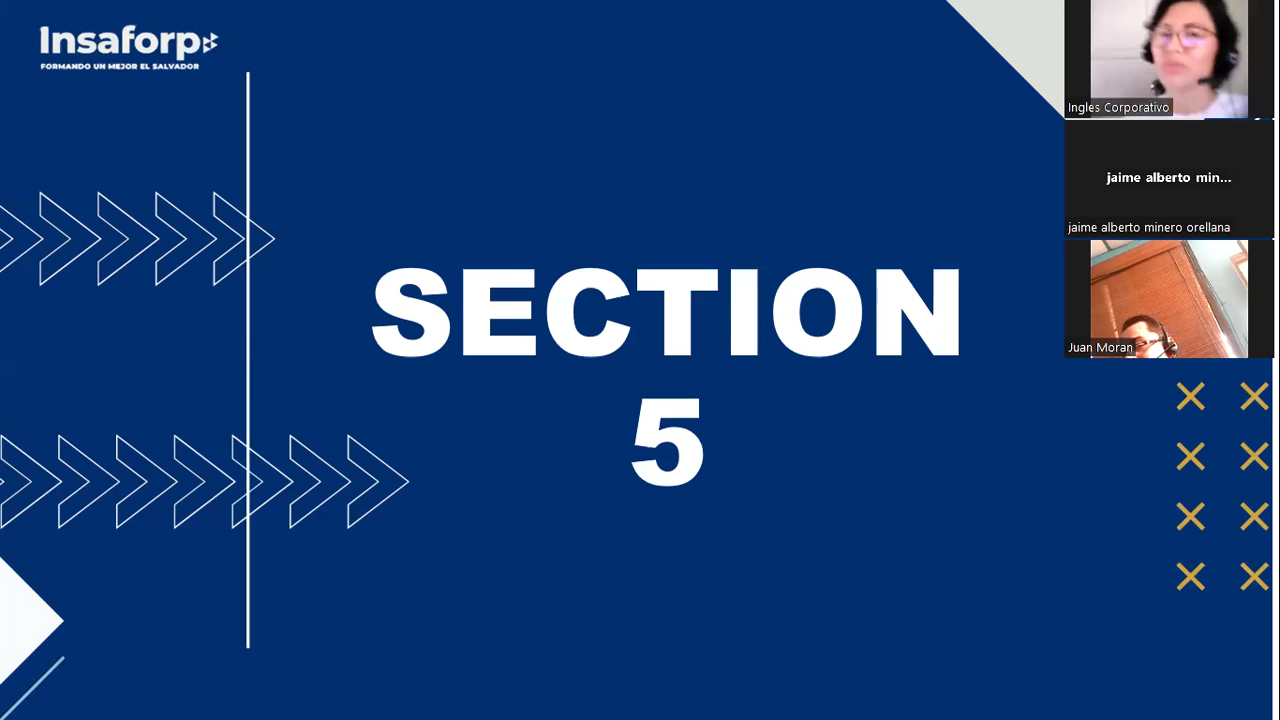 Insaforp
FORMANDO UN MEJOR EL SALVADOR
SECTION
5
Ingles Corporativo
jaime alberto min...
jaime alberto minero orellana
Juan Moran